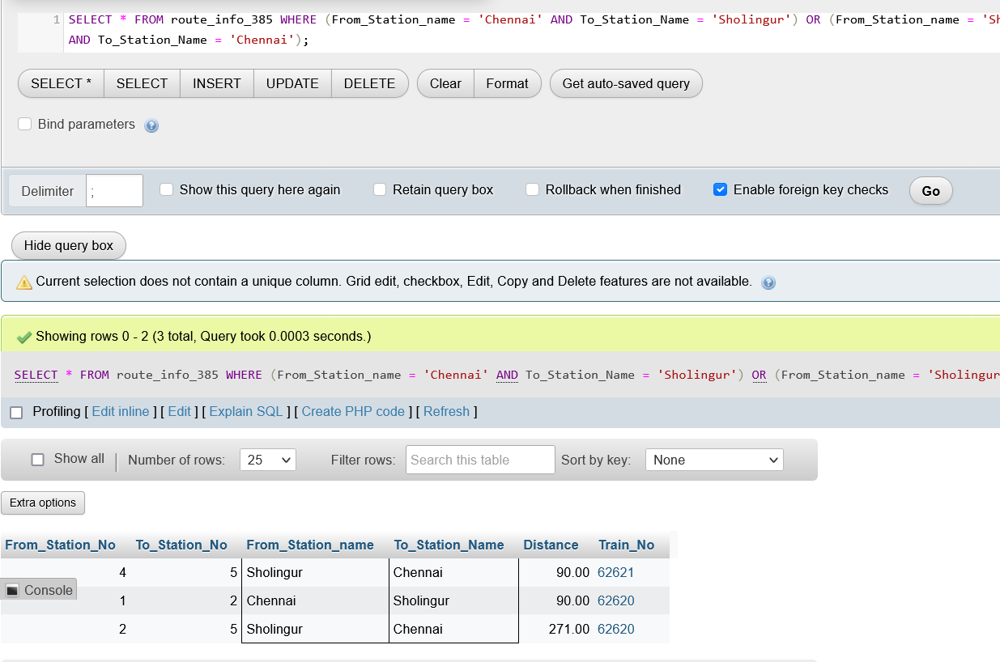 1 SELECT * FROM route_info_385 WHERE (From_Station_name = 'Chennai' AND To_Station_Name = 'Sholingur') OR (From_Station_name = 'Sh
AND To_Station_Name = 'Chennai');
SELECT * SELECT INSERT UPDATE DELETE Clear Format Get auto-saved query
Bind parameters
Delimiter ; Show this query here again Retain query box Rollback when finished Enable foreign key checks Go
Hide query box
Current selection does not contain a unique column. Grid edit, checkbox, Edit, Copy and Delete features are not available.
Showing rows 0 - 2 (3 total, Query took 0.0003 seconds.)
SELECT * FROM route_info_385 WHERE (From_Station_name = 'Chennai' AND To_Station_Name = 'Sholingur') OR (From_Station_name = 'Sholingur
Profiling [ Edit inline ] [ Edit ] [ Explain SQL ] [ Create PHP code ] [ Refresh ]
Show all Number of rows: 25 Filter rows: Search this table Sort by key: None
Extra options
From_Station_No To_Station_No From_Station_name To_Station_Name Distance Train_No
4 5 Sholingur Chennai 90.00 62621
Console
1 2 Chennai Sholingur 90.00 62620
2 5 Sholingur Chennai 271.00 62620